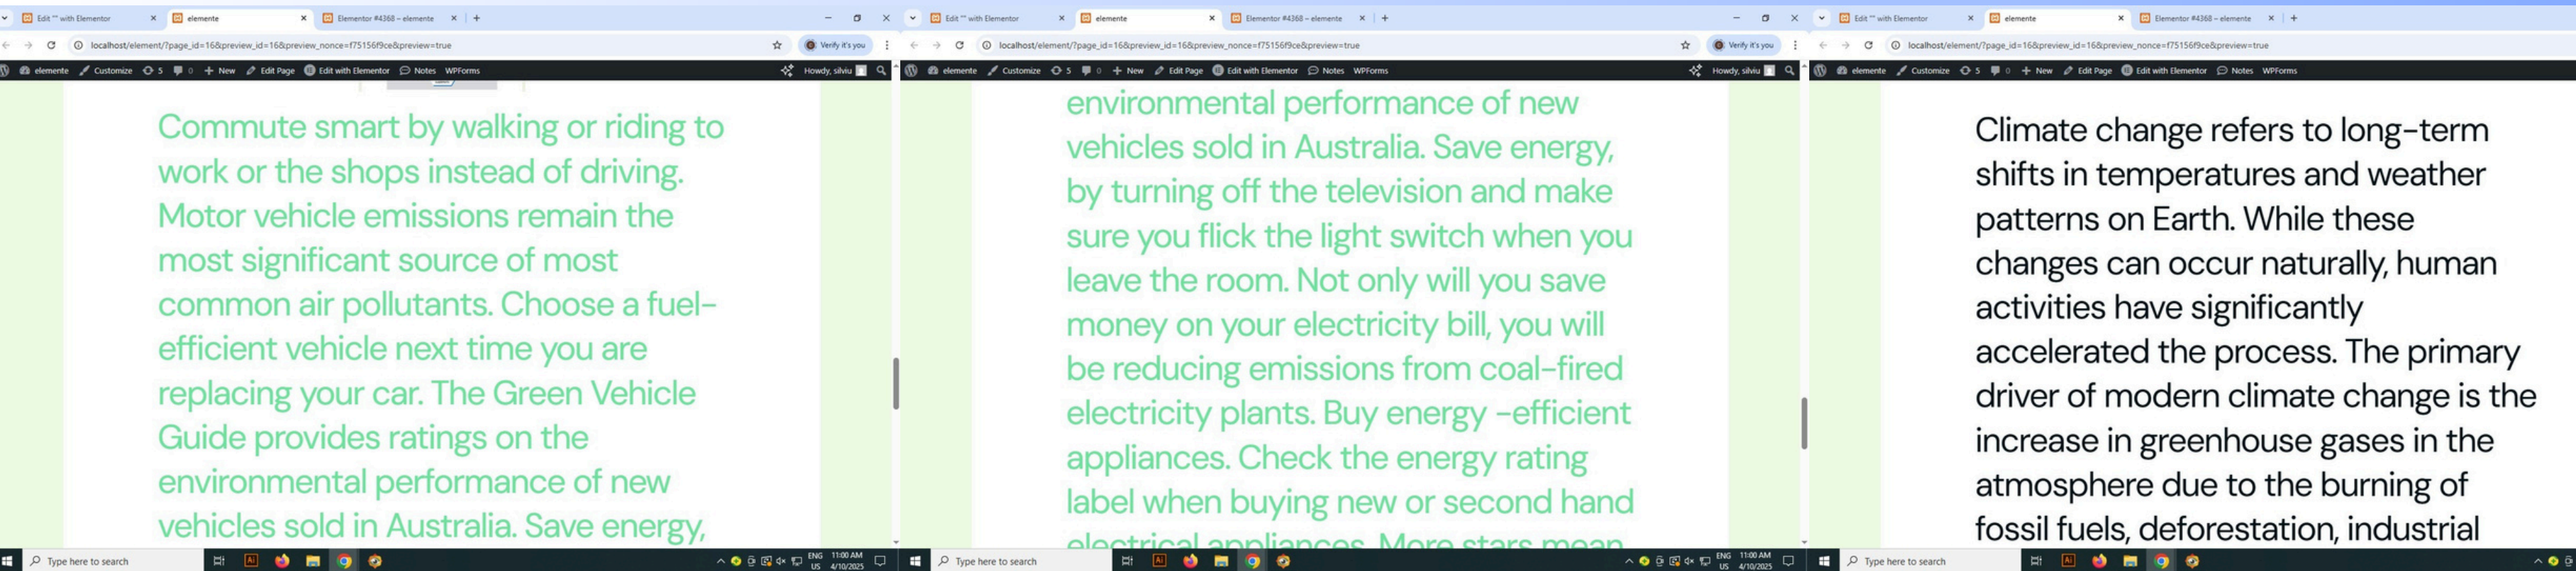 Edit "" with Elementor
elemente
Elementor #4368 – elemente
localhost/element/?page_id=16&preview_id=16&preview_nonce=f75156f9ce&preview=true
Verify it's you
elemente Customize 5 0 New Edit Page Edit with Elementor Notes WPForms Howdy, silviu
Commute smart by walking or riding to
work or the shops instead of driving.
Motor vehicle emissions remain the
most significant source of most
common air pollutants. Choose a fuel-
efficient vehicle next time you are
replacing your car. The Green Vehicle
Guide provides ratings on the
environmental performance of new
vehicles sold in Australia. Save energy,
Type here to search
Ai
ENG
US
11:00 AM
4/10/2025
Edit "" with Elementor
elemente
Elementor #4368 – elemente
localhost/element/?page_id=16&preview_id=16&preview_nonce=f75156f9ce&preview=true
Verify it's you
elemente Customize 5 0 New Edit Page Edit with Elementor Notes WPForms Howdy, silviu
environmental performance of new
vehicles sold in Australia. Save energy,
by turning off the television and make
sure you flick the light switch when you
leave the room. Not only will you save
money on your electricity bill, you will
be reducing emissions from coal-fired
electricity plants. Buy energy -efficient
appliances. Check the energy rating
label when buying new or second hand
electrical appliances. More stars mean
Type here to search
Ai
ENG
US
11:00 AM
4/10/2025
Edit "" with Elementor
elemente
Elementor #4368 – elemente
localhost/element/?page_id=16&preview_id=16&preview_nonce=f75156f9ce&preview=true
elemente Customize 5 0 New Edit Page Edit with Elementor Notes WPForms
Climate change refers to long-term
shifts in temperatures and weather
patterns on Earth. While these
changes can occur naturally, human
activities have significantly
accelerated the process. The primary
driver of modern climate change is the
increase in greenhouse gases in the
atmosphere due to the burning of
fossil fuels, deforestation, industrial
Type here to search
Ai